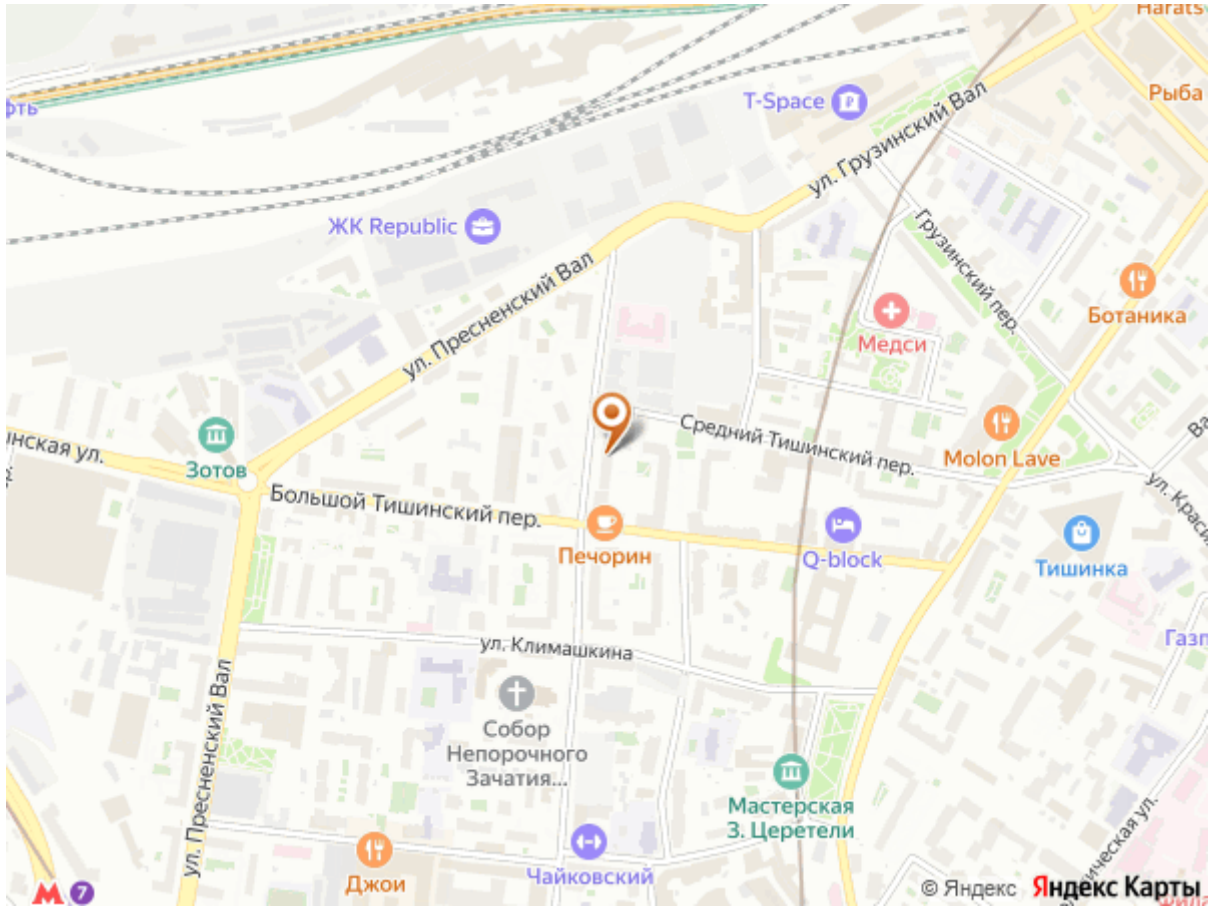 Harats
Рыба
T-Space
ул. Грузинский Вал
ЖК Republic
Грузинский пер.
Ботаника
ул. Пресненский Вал
Медси
Средний Тишинский пер.
Molon Lave
Зотов
Большой Тишинский пер.
Печорин
Q-block
Тишинка
ул. Климашкина
Собор
Непорочного
Зачатия...
ул. Пресненский Вал
Мастерская
З. Церетели
Чайковский
Джои
7
© Яндекс Яндекс Карты